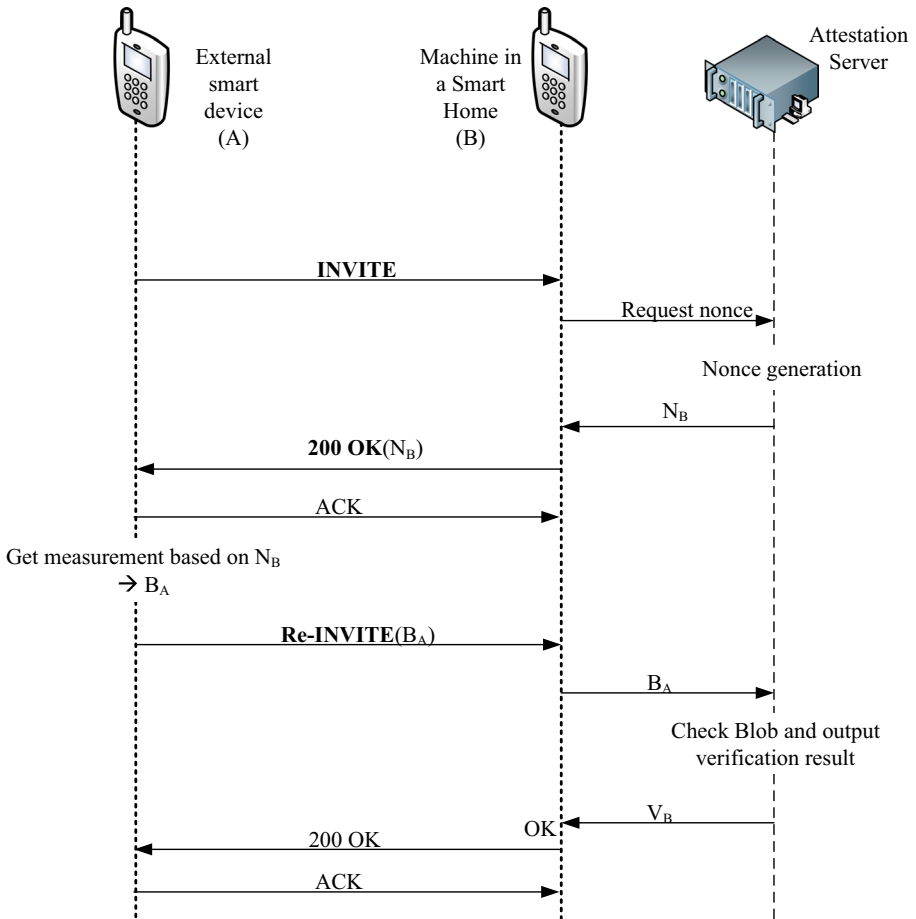 External
smart
device
(A)
Machine in
a Smart
Home
(B)
Attestation
Server
INVITE
Request nonce
Nonce generation
N_B
200 OK(N_B)
ACK
Get measurement based on N_B
→ B_A
Re-INVITE(B_A)
B_A
Check Blob and output
verification result
V_B
OK
200 OK
ACK